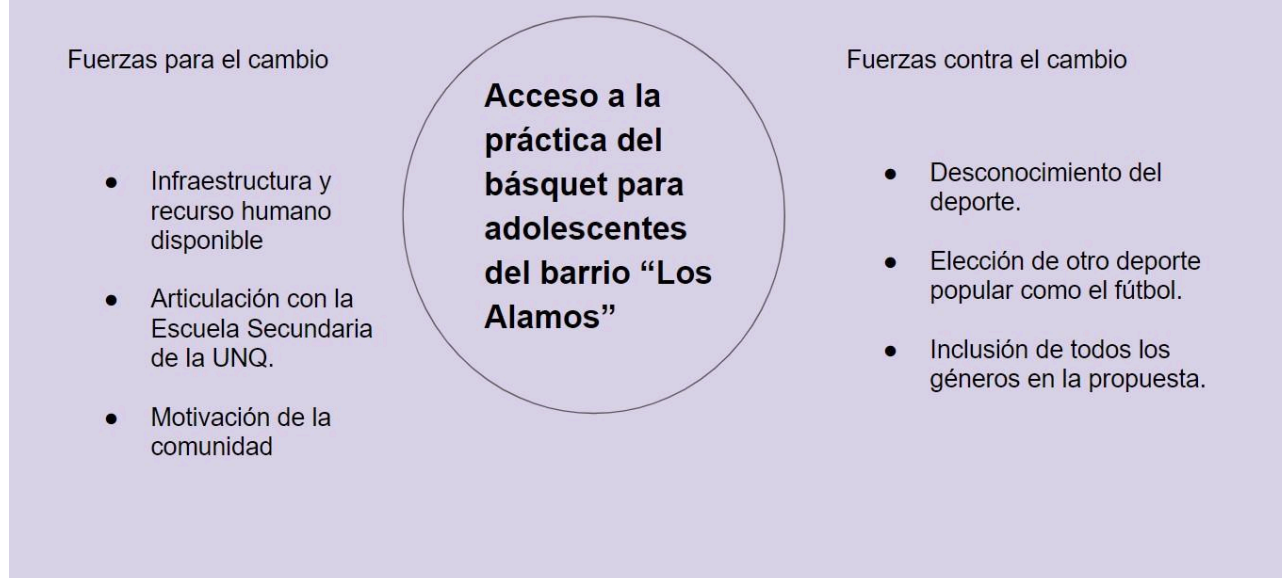 Fuerzas para el cambio
● Infraestructura y
recurso humano
disponible
● Articulación con la
Escuela Secundaria
de la UNQ.
● Motivación de la
comunidad
Acceso a la
práctica del
básquet para
adolescentes
del barrio “Los
Alamos”
Fuerzas contra el cambio
● Desconocimiento del
deporte.
● Elección de otro deporte
popular como el fútbol.
● Inclusión de todos los
géneros en la propuesta.